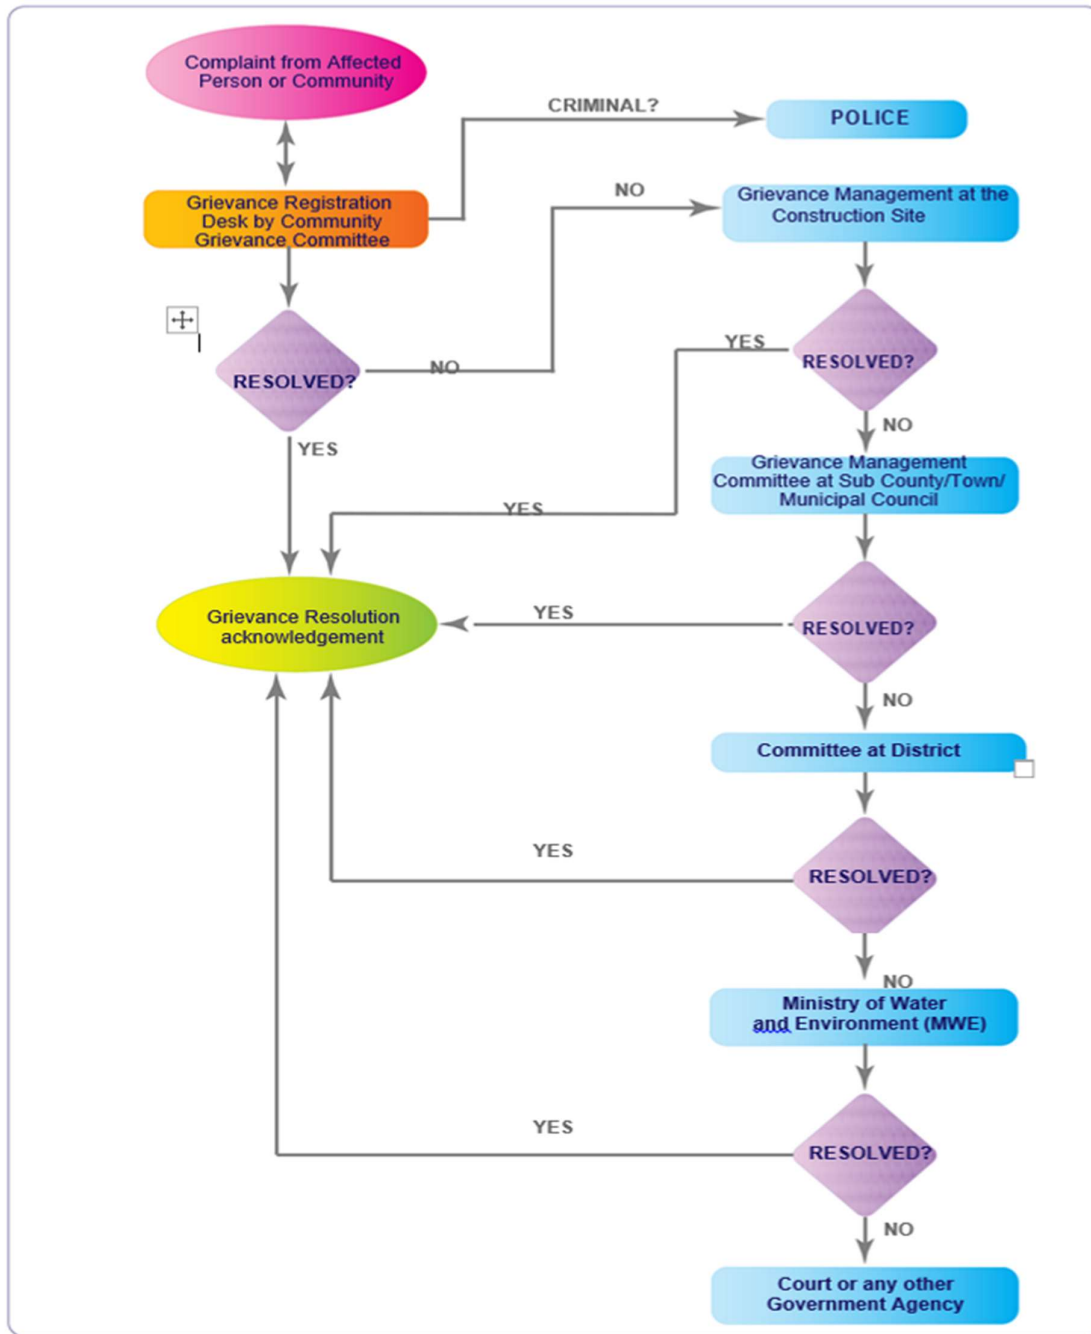 Complaint from Affected
Person or Community
CRIMINAL?
POLICE
Grievance Registration
Desk by Community
Grievance Committee
NO
Grievance Management at the
Construction Site
RESOLVED?
NO
YES
RESOLVED?
YES
NO
Grievance Management
Committee at Sub County/Town/
Municipal Council
YES
Grievance Resolution
acknowledgement
YES
RESOLVED?
NO
Committee at District
YES
RESOLVED?
NO
Ministry of Water
and Environment (MWE)
YES
RESOLVED?
NO
Court or any other
Government Agency